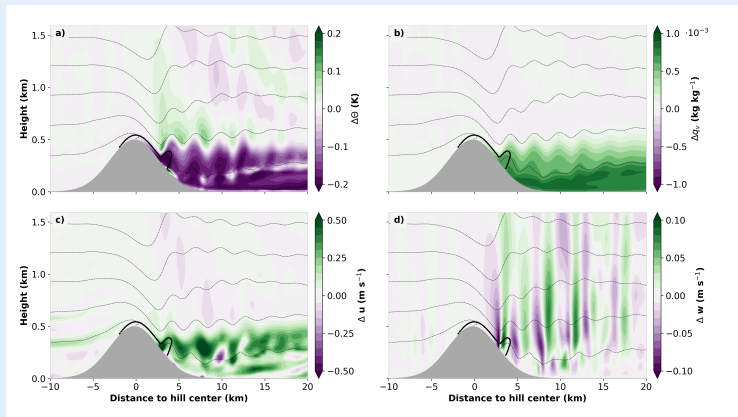 a)
1.5
1.0
0.5
0.0
Height (km)
0.2
0.1
0.0
−0.1
−0.2
ΔΘ (K)
b)
1.0 ·10⁻³
0.5
0.0
−0.5
−1.0
Δqᵥ (kg kg⁻¹)
c)
1.5
1.0
0.5
0.0
Height (km)
−10 −5 0 5 10 15 20
Distance to hill center (km)
0.50
0.25
0.00
−0.25
−0.50
Δ u (m s⁻¹)
d)
−10 −5 0 5 10 15 20
Distance to hill center (km)
0.10
0.05
0.00
−0.05
−0.10
Δ w (m s⁻¹)